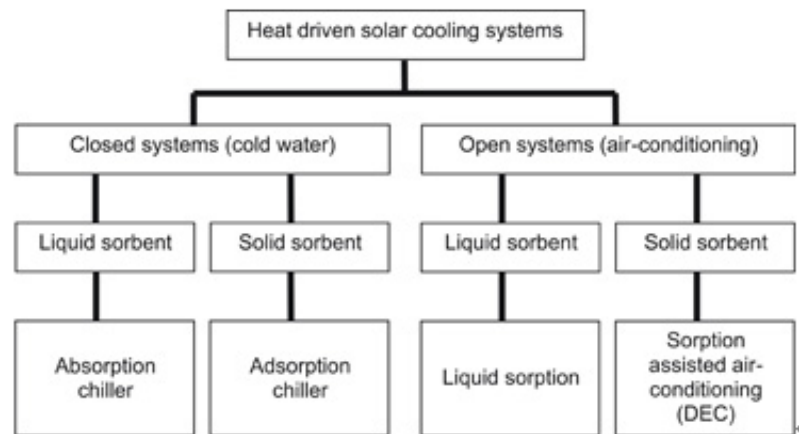 Heat driven solar cooling systems
Closed systems (cold water)
Open systems (air-conditioning)
Liquid sorbent
Solid sorbent
Liquid sorbent
Solid sorbent
Absorption
chiller
Adsorption
chiller
Liquid sorption
Sorption
assisted air-
conditioning
(DEC)